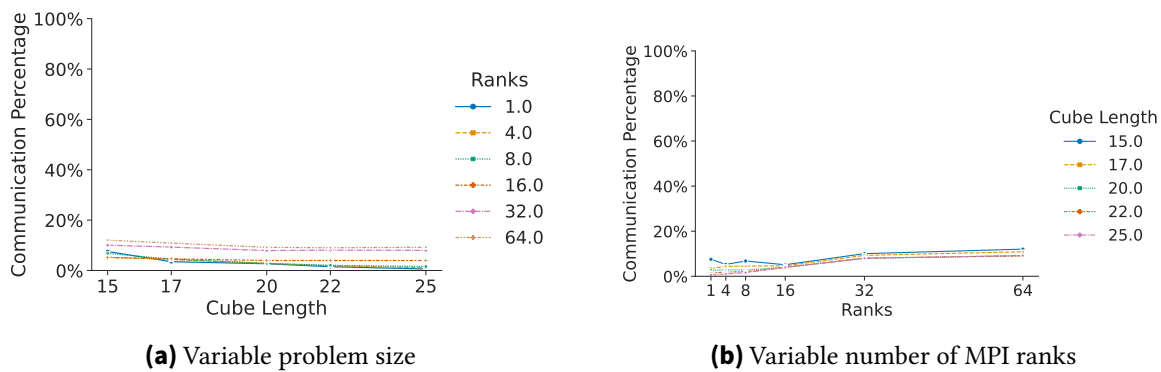 Communication Percentage
100%
80%
60%
40%
20%
0%
15 17 20 22 25
Cube Length
Ranks
1.0
4.0
8.0
16.0
32.0
64.0
(a) Variable problem size
Communication Percentage
100%
80%
60%
40%
20%
0%
1 4 8 16 32 64
Ranks
Cube Length
15.0
17.0
20.0
22.0
25.0
(b) Variable number of MPI ranks